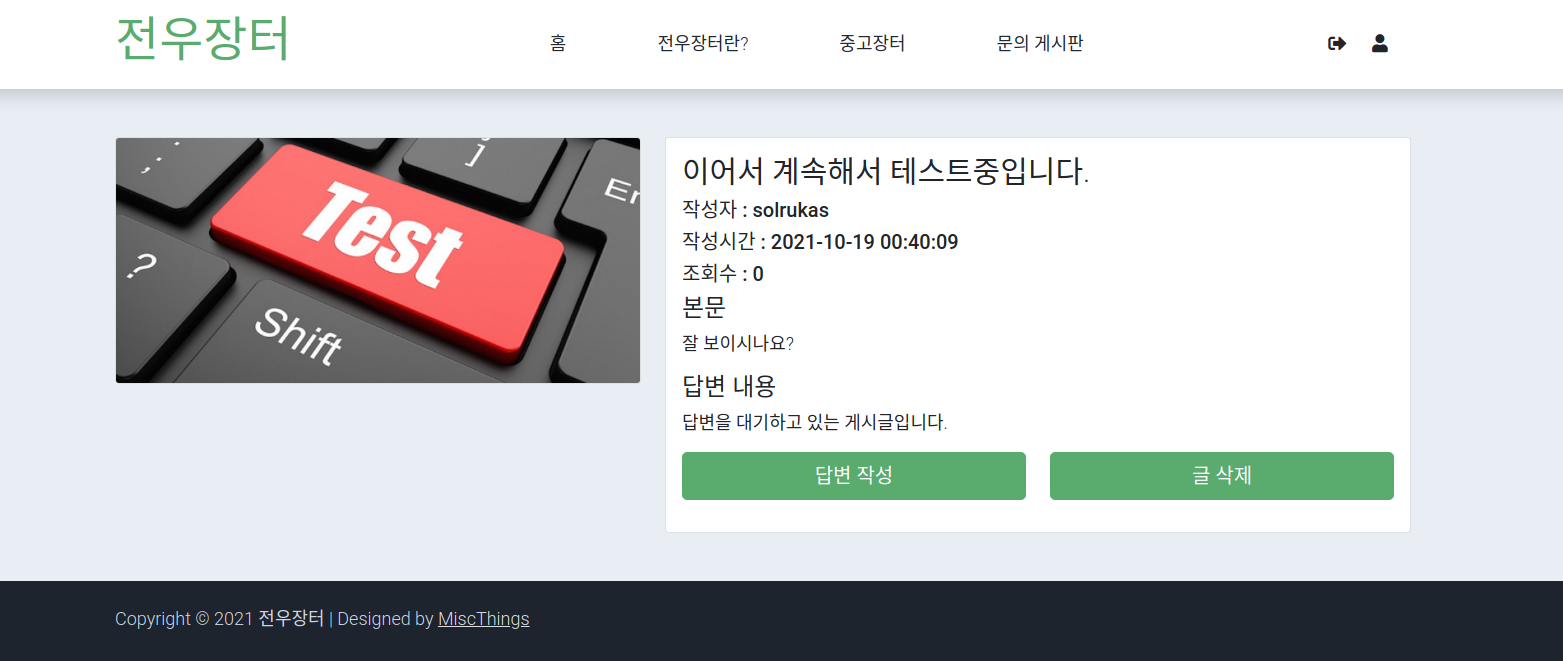 전우장터
홈
전우장터란?
중고장터
문의 게시판
;
]
En
Test
?
Shift
이어서 계속해서 테스트중입니다.
작성자 : solrukas
작성시간 : 2021-10-19 00:40:09
조회수 : 0
본문
잘 보이시나요?
답변 내용
답변을 대기하고 있는 게시글입니다.
답변 작성
글 삭제
Copyright © 2021 전우장터 | Designed by MiscThings